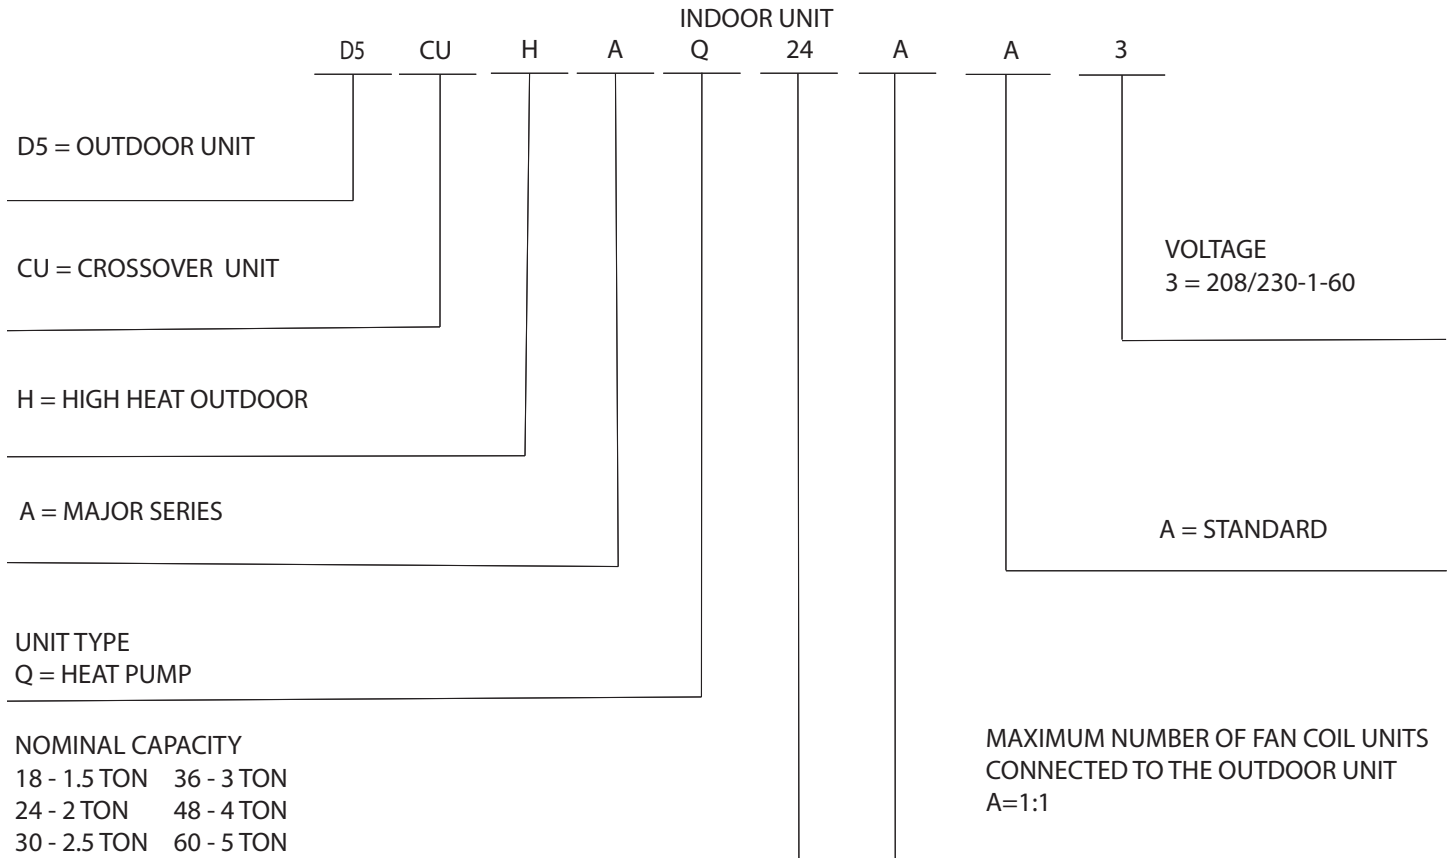 INDOOR UNIT
D5 CU H A Q 24 A A 3
D5 = OUTDOOR UNIT
CU = CROSSOVER UNIT
VOLTAGE
3 = 208/230-1-60
H = HIGH HEAT OUTDOOR
A = MAJOR SERIES
A = STANDARD
UNIT TYPE
Q = HEAT PUMP
NOMINAL CAPACITY
18 - 1.5 TON 36 - 3 TON
24 - 2 TON 48 - 4 TON
30 - 2.5 TON 60 - 5 TON
MAXIMUM NUMBER OF FAN COIL UNITS
CONNECTED TO THE OUTDOOR UNIT
A=1:1